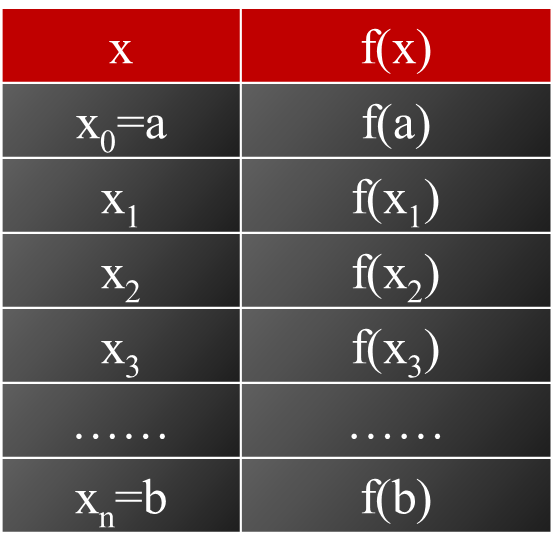 x f(x)
x₀=a f(a)
x₁ f(x₁)
x₂ f(x₂)
x₃ f(x₃)
...... ......
xₙ=b f(b)